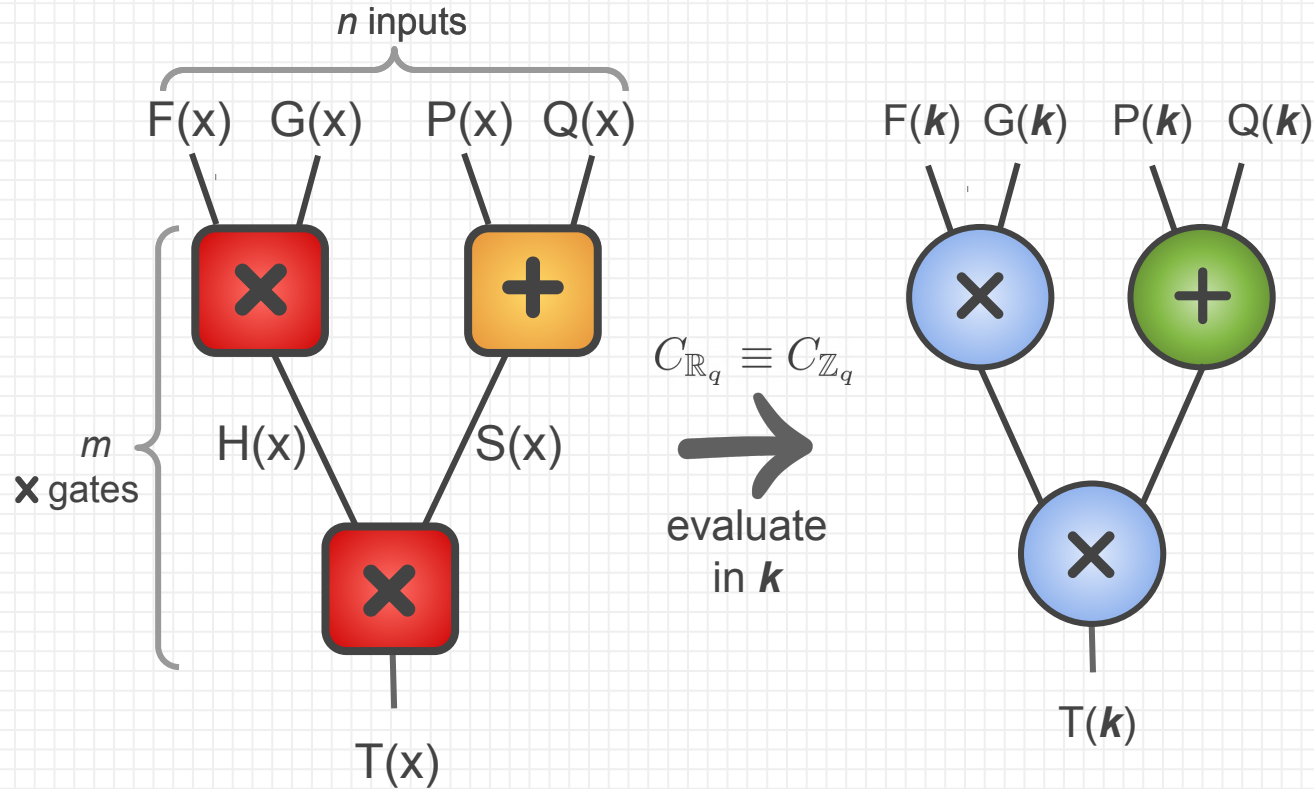 n inputs
F(x) G(x) P(x) Q(x)
F(k) G(k) P(k) Q(k)
× + × +
C_{ℝ_q} ≡ C_{ℤ_q}
m
× gates
H(x) S(x)
evaluate
in k
× ×
T(k)
T(x)